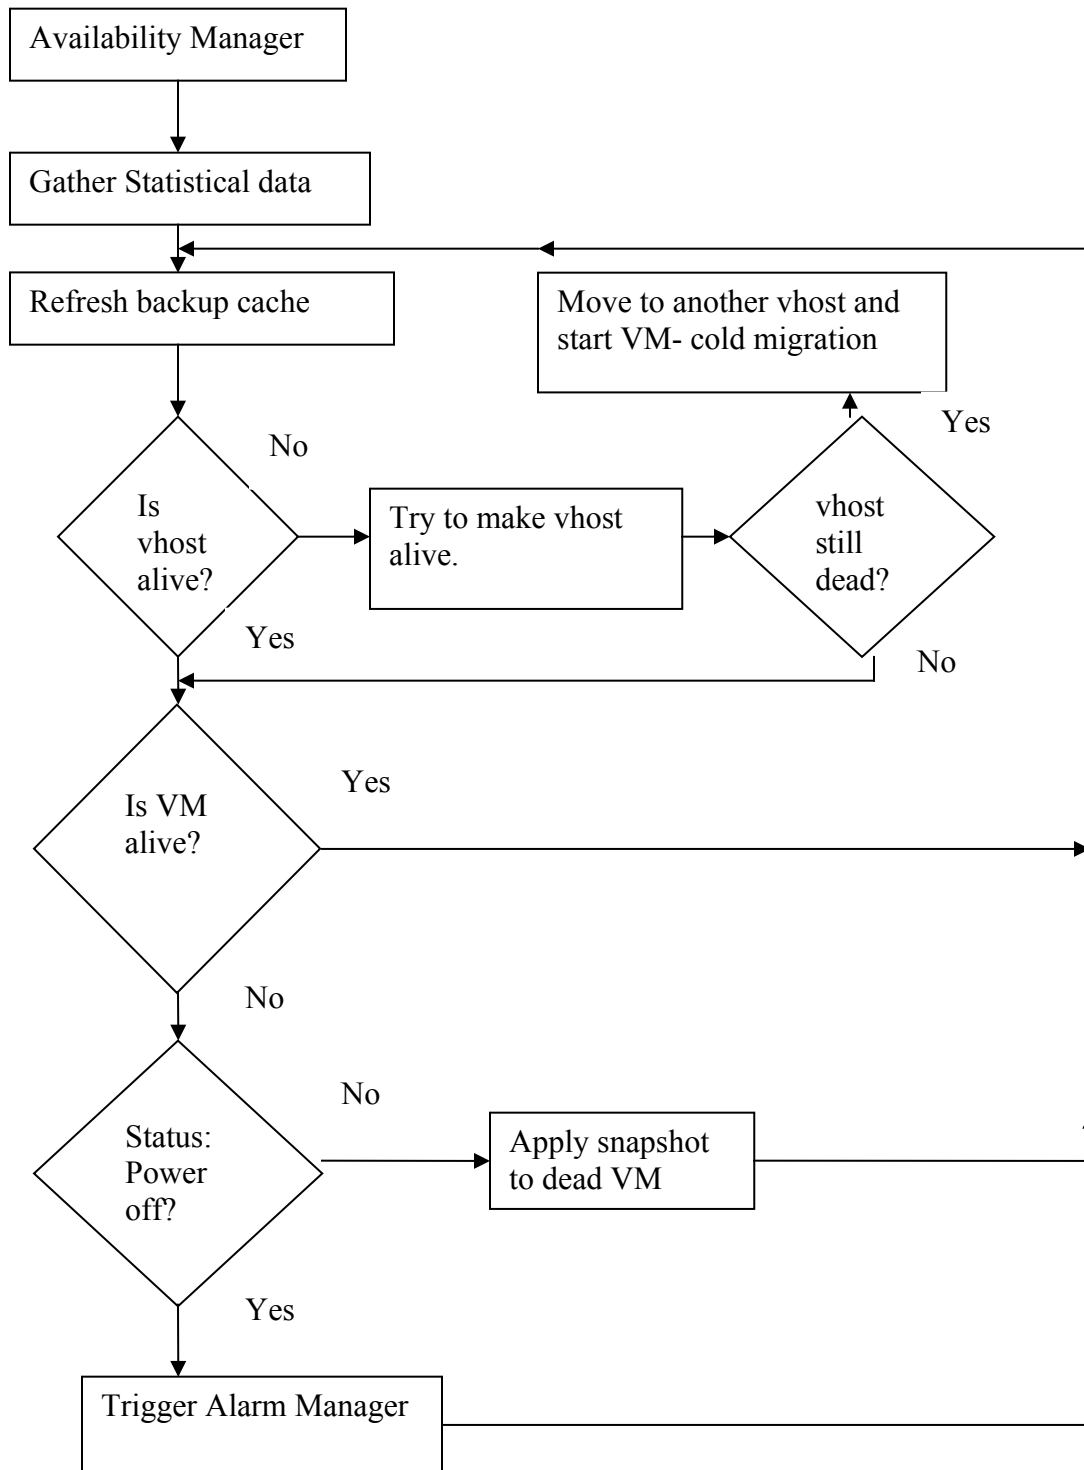 Availability Manager
Gather Statistical data
Refresh backup cache
Move to another vhost and
start VM- cold migration
No
Yes
Is
vhost
alive?
Try to make vhost
alive.
vhost
still
dead?
Yes
No
Is VM
alive?
Yes
No
Status:
Power
off?
No
Apply snapshot
to dead VM
Yes
Trigger Alarm Manager